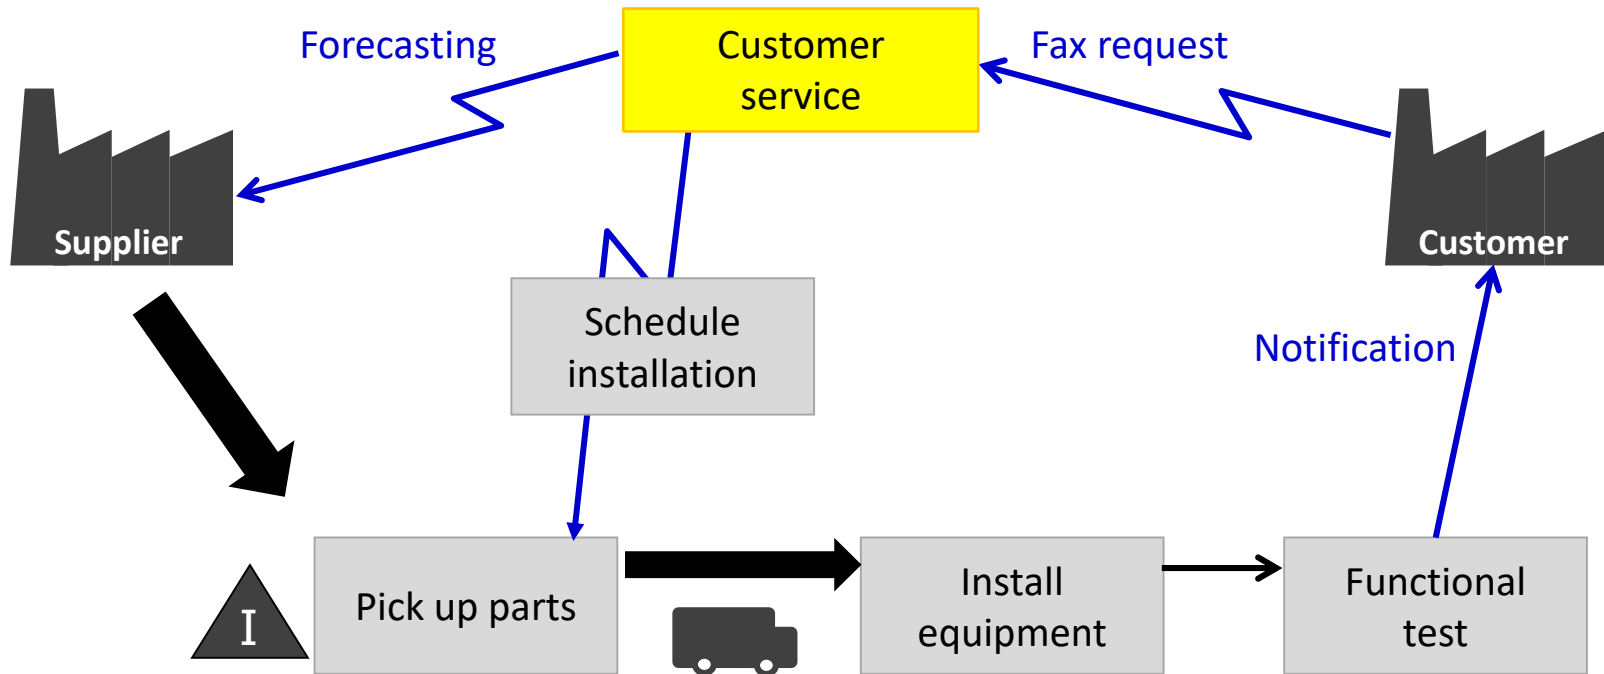 Forecasting
Customer
service
Fax request
Supplier
Customer
Schedule
installation
Notification
I
Pick up parts
Install
equipment
Functional
test